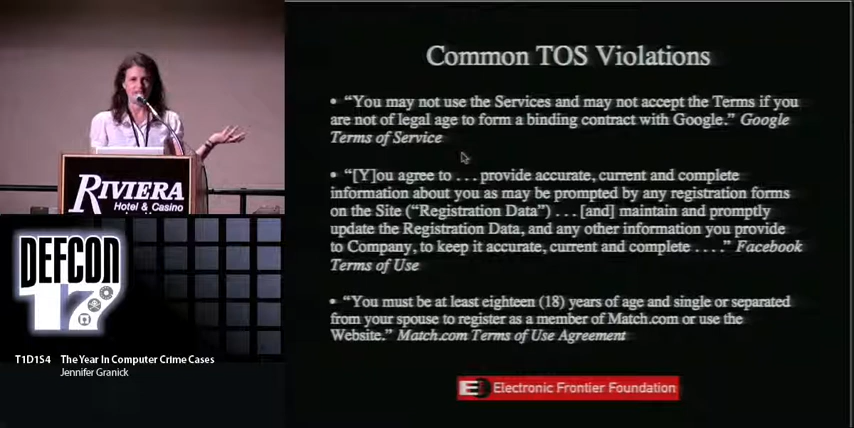 Common TOS Violations
• “You may not use the Services and may not accept the Terms if you
are not of legal age to form a binding contract with Google.” Google
Terms of Service
• “[Y]ou agree to . . . provide accurate, current and complete
information about you as may be prompted by any registration forms
on the Site (“Registration Data”) . . . [and] maintain and promptly
update the Registration Data, and any other information you provide
to Company, to keep it accurate, current and complete . . . .” Facebook
Terms of Use
• “You must be at least eighteen (18) years of age and single or separated
from your spouse to register as a member of Match.com or use the
Website.” Match.com Terms of Use Agreement
Electronic Frontier Foundation
RIVIERA
Hotel & Casino
DEFCON
17
T1D1S4 The Year In Computer Crime Cases
Jennifer Granick